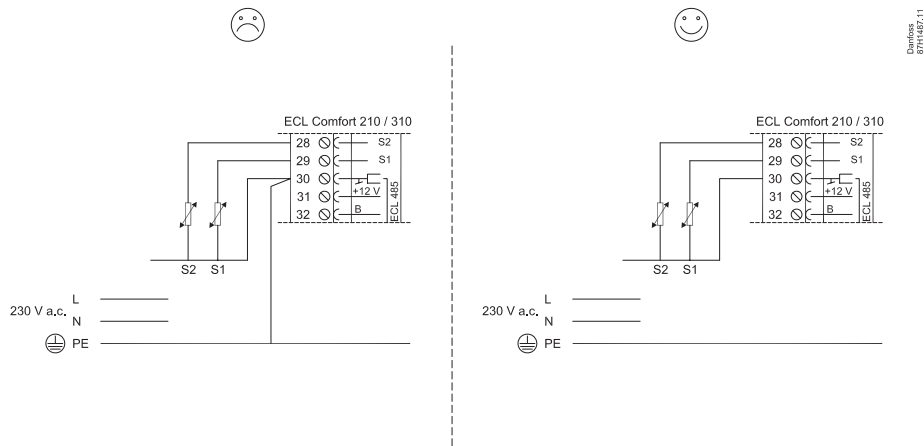 Danfoss
87H1487.11
ECL Comfort 210 / 310
28 S2
29 S1
30
31 +12 V
32 B
ECL 485
S2 S1
L
230 V a.c.
N
PE
ECL Comfort 210 / 310
28 S2
29 S1
30
31 +12 V
32 B
ECL 485
S2 S1
L
230 V a.c.
N
PE